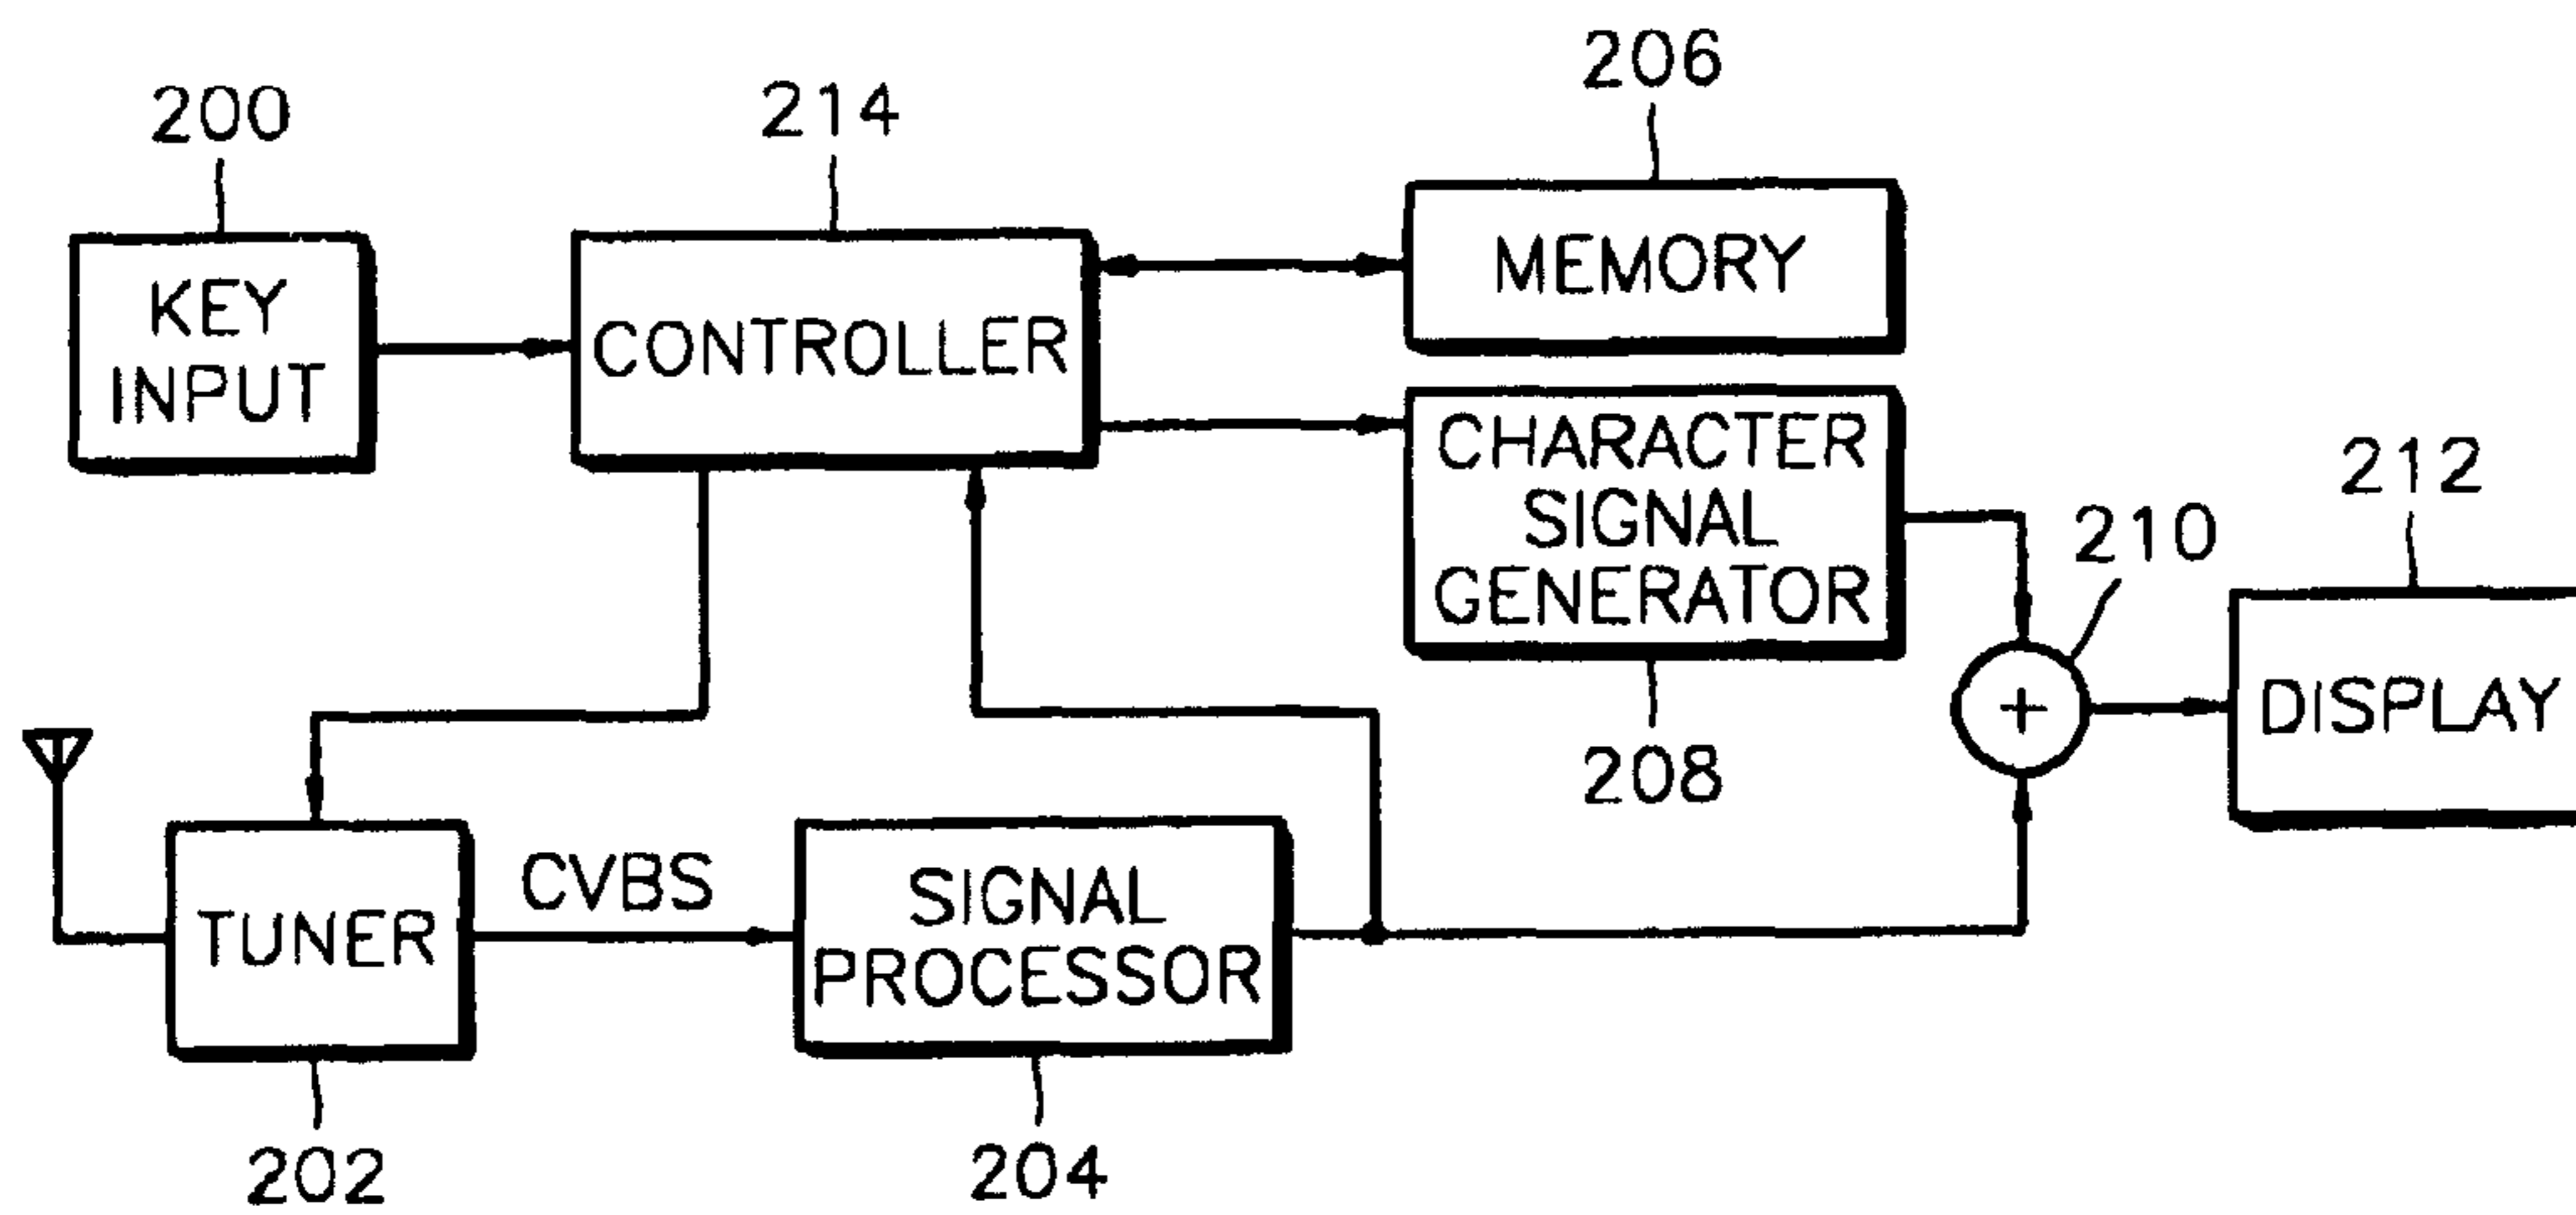 206
200
214
KEY
INPUT
CONTROLLER
MEMORY
CHARACTER
SIGNAL
GENERATOR
212
210
+
DISPLAY
208
CVBS
TUNER
SIGNAL
PROCESSOR
202
204